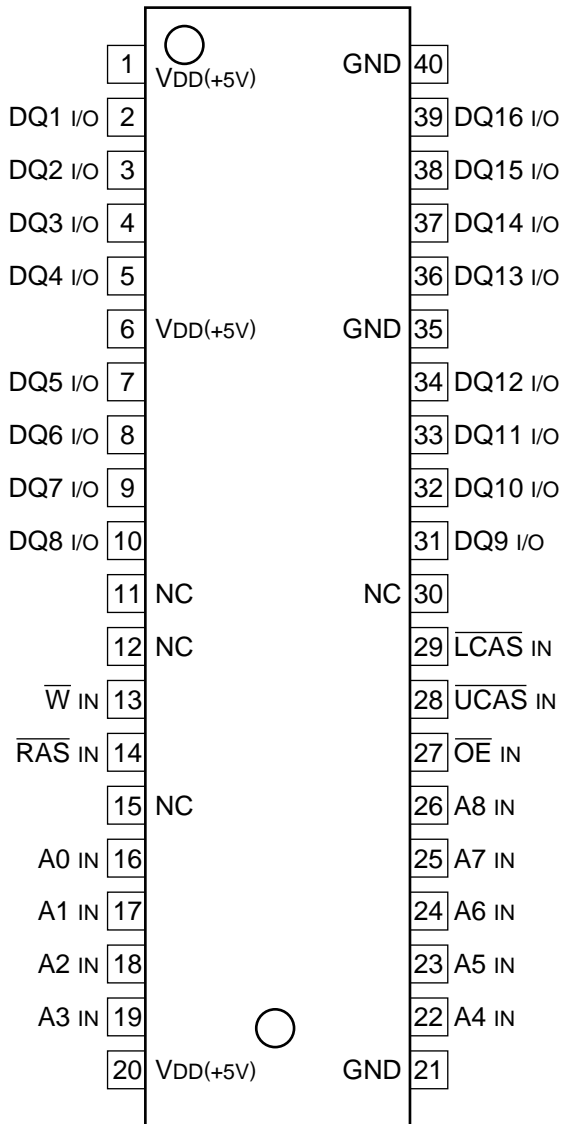 1 VDD(+5V) GND 40
DQ1 I/O 2 39 DQ16 I/O
DQ2 I/O 3 38 DQ15 I/O
DQ3 I/O 4 37 DQ14 I/O
DQ4 I/O 5 36 DQ13 I/O
6 VDD(+5V) GND 35
DQ5 I/O 7 34 DQ12 I/O
DQ6 I/O 8 33 DQ11 I/O
DQ7 I/O 9 32 DQ10 I/O
DQ8 I/O 10 31 DQ9 I/O
11 NC NC 30
12 NC 29 L̅C̅A̅S̅ IN
W̅ IN 13 28 U̅C̅A̅S̅ IN
R̅A̅S̅ IN 14 27 O̅E̅ IN
15 NC 26 A8 IN
A0 IN 16 25 A7 IN
A1 IN 17 24 A6 IN
A2 IN 18 23 A5 IN
A3 IN 19 22 A4 IN
20 VDD(+5V) GND 21